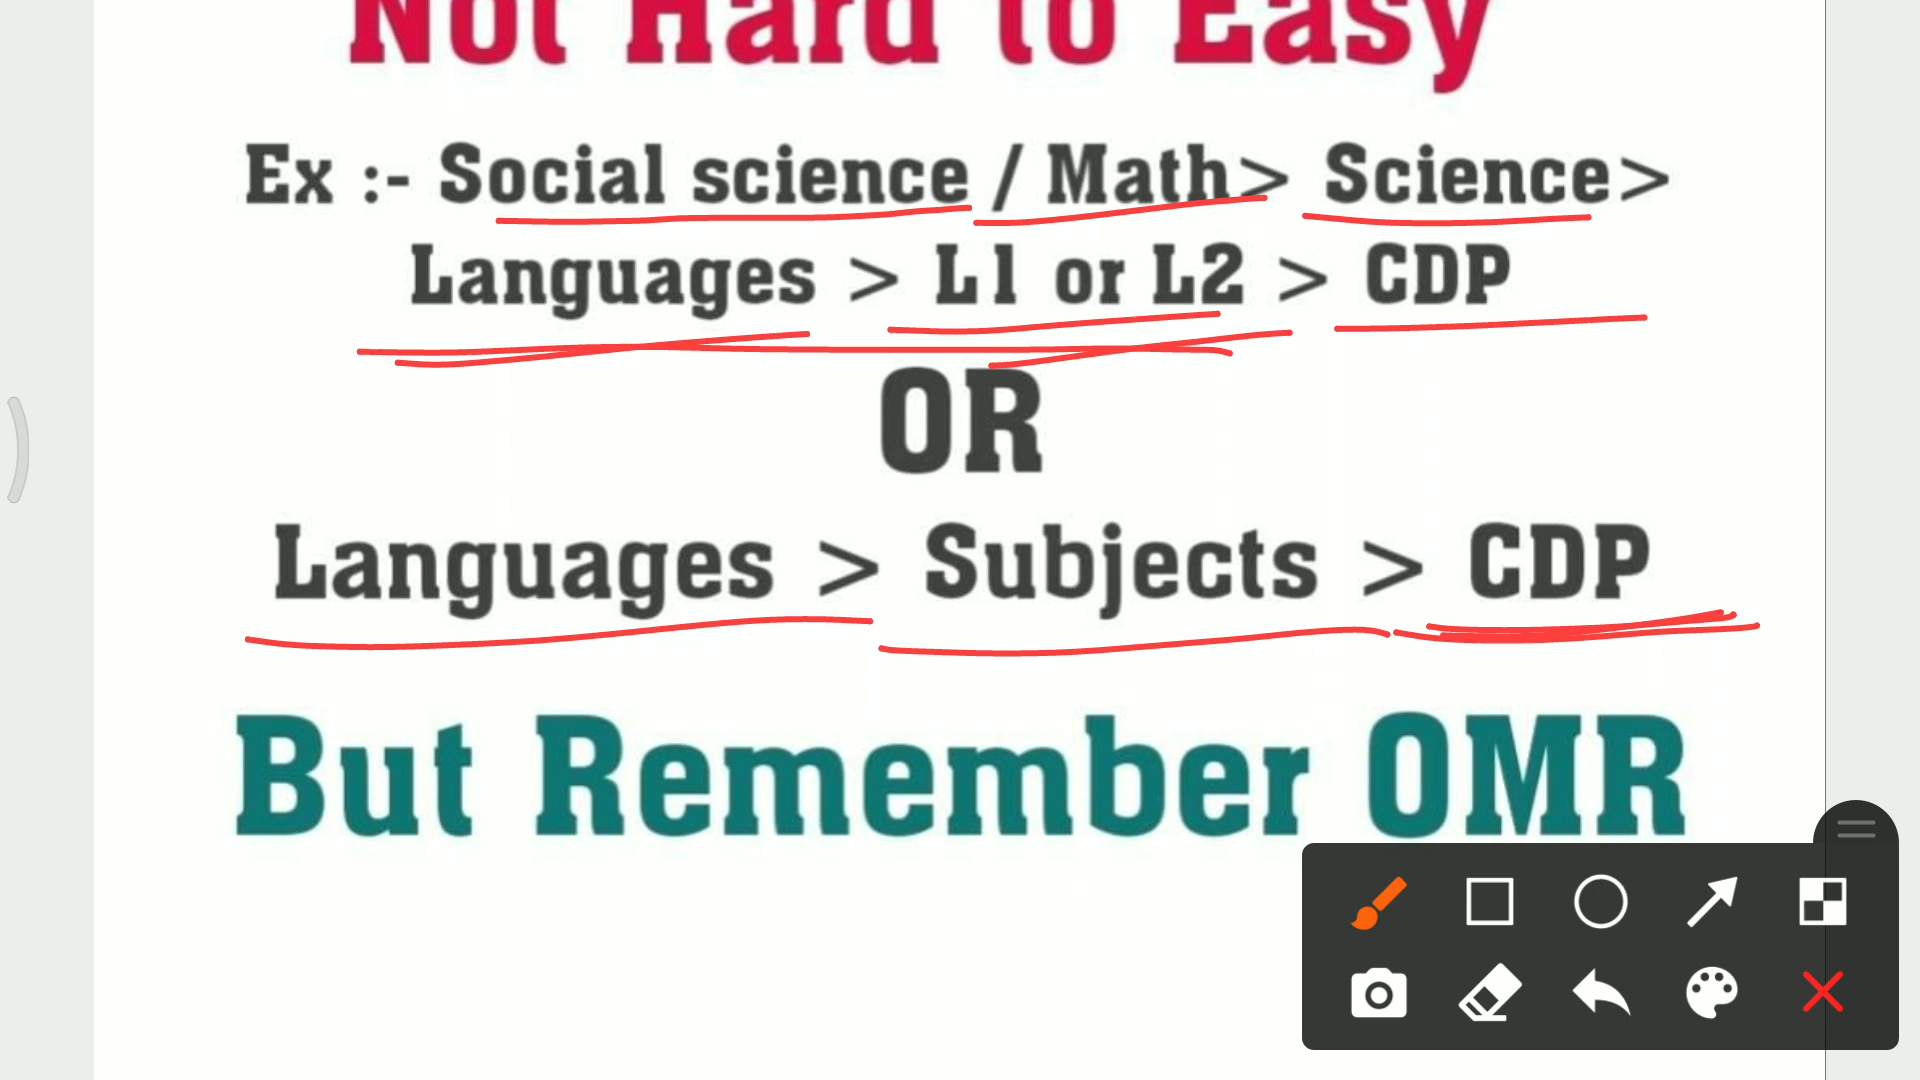 Not Hard to Easy
Ex :- Social science / Math> Science>
Languages > L1 or L2 > CDP
OR
Languages > Subjects > CDP
But Remember OMR